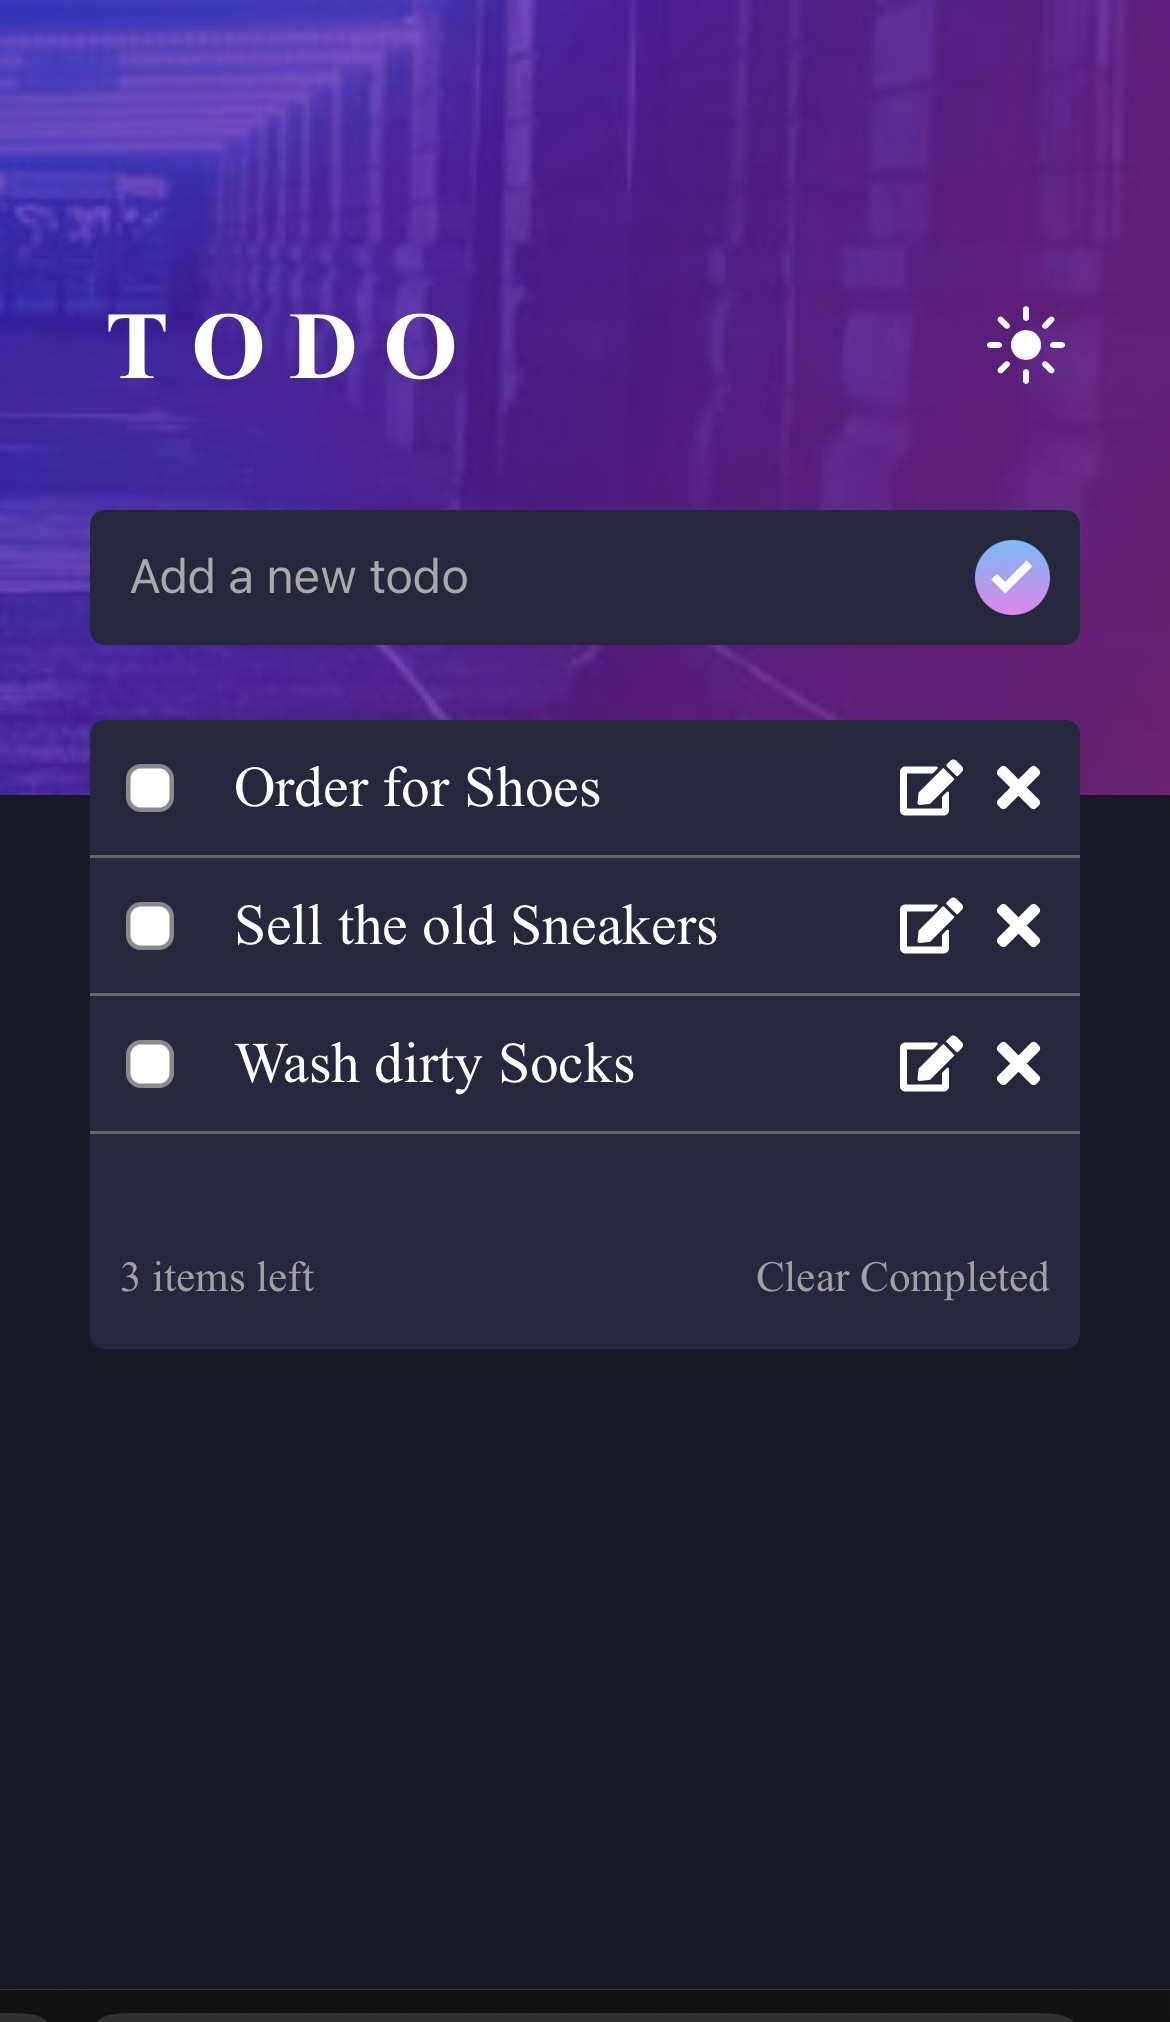 TODO
Add a new todo
Order for Shoes
Sell the old Sneakers
Wash dirty Socks
3 items left
Clear Completed